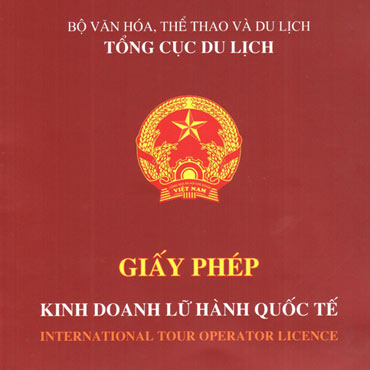 BỘ VĂN HÓA, THỂ THAO VÀ DU LỊCH
TỔNG CỤC DU LỊCH
VIỆT NAM
GIẤY PHÉP
KINH DOANH LỮ HÀNH QUỐC TẾ
INTERNATIONAL TOUR OPERATOR LICENCE